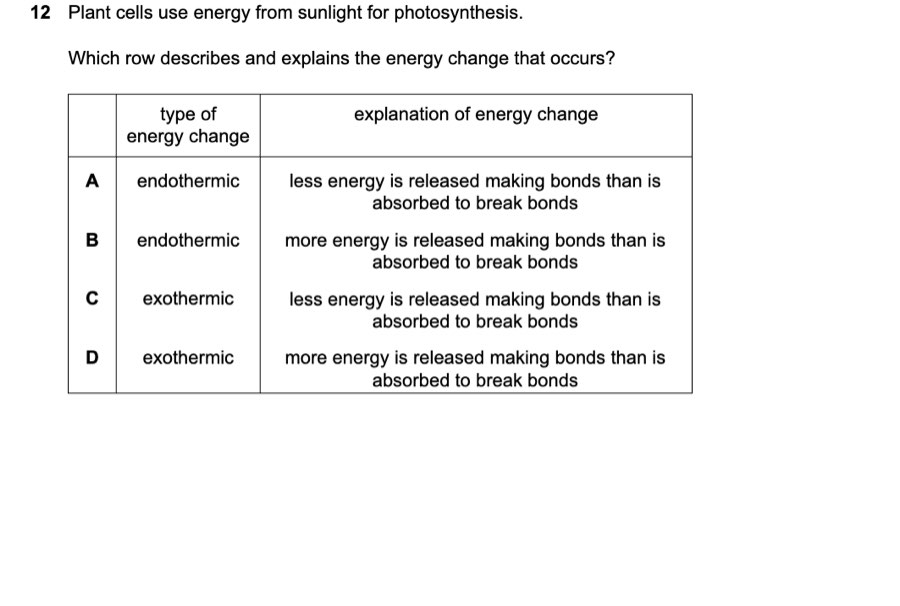 12 Plant cells use energy from sunlight for photosynthesis.
Which row describes and explains the energy change that occurs?
type of
energy change
explanation of energy change
A endothermic less energy is released making bonds than is
absorbed to break bonds
B endothermic more energy is released making bonds than is
absorbed to break bonds
C exothermic less energy is released making bonds than is
absorbed to break bonds
D exothermic more energy is released making bonds than is
absorbed to break bonds